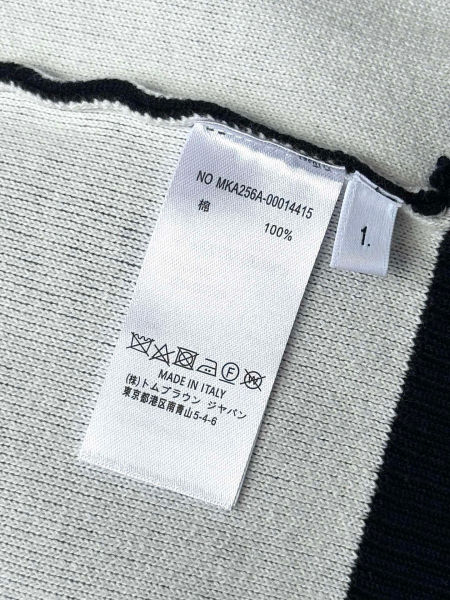 NO MKA256A-00014415
棉 100%
1.
MADE IN ITALY
(株)トムブラウン ジャパン
東京都港区南青山5-4-6